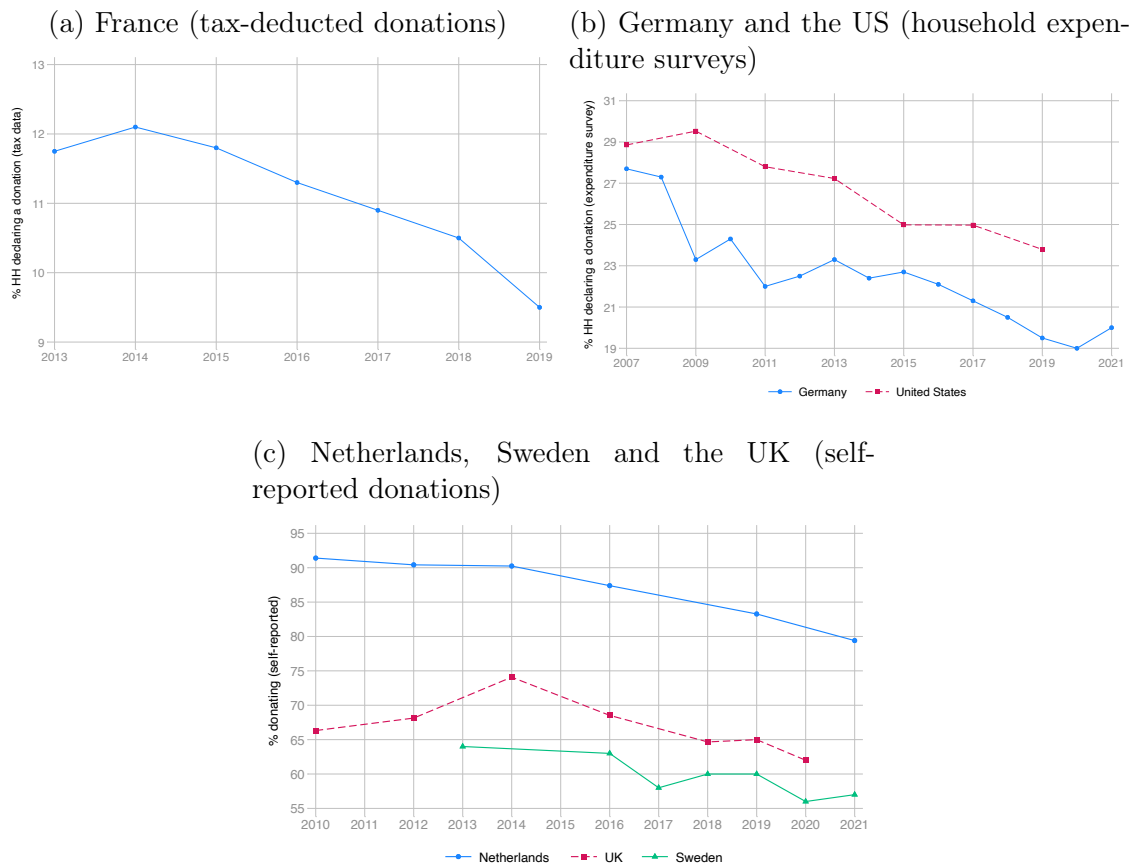 (a) France (tax-deducted donations)
% HH declaring a donation (tax data)
13
12
11
10
9
2013 2014 2015 2016 2017 2018 2019
(b) Germany and the US (household expen-
diture surveys)
% HH declaring a donation (expenditure survey)
31
29
27
25
23
21
19
2007 2009 2011 2013 2015 2017 2019 2021
Germany United States
(c) Netherlands, Sweden and the UK (self-
reported donations)
% donating (self-reported)
95
90
85
80
75
70
65
60
55
2010 2011 2012 2013 2014 2015 2016 2017 2018 2019 2020 2021
Netherlands UK Sweden